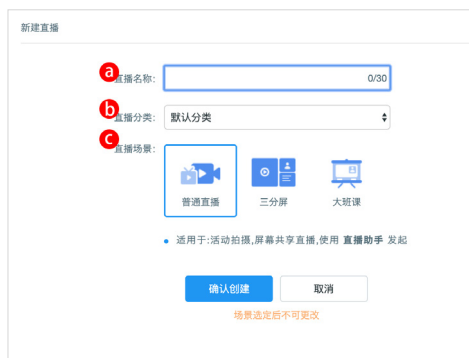 新建直播
a
直播名称:
0/30
b
直播分类: 默认分类
c
直播场景:
普通直播 三分屏 大班课
适用于:活动拍摄,屏幕共享直播,使用 直播助手 发起
确认创建 取消
场景选定后不可更改